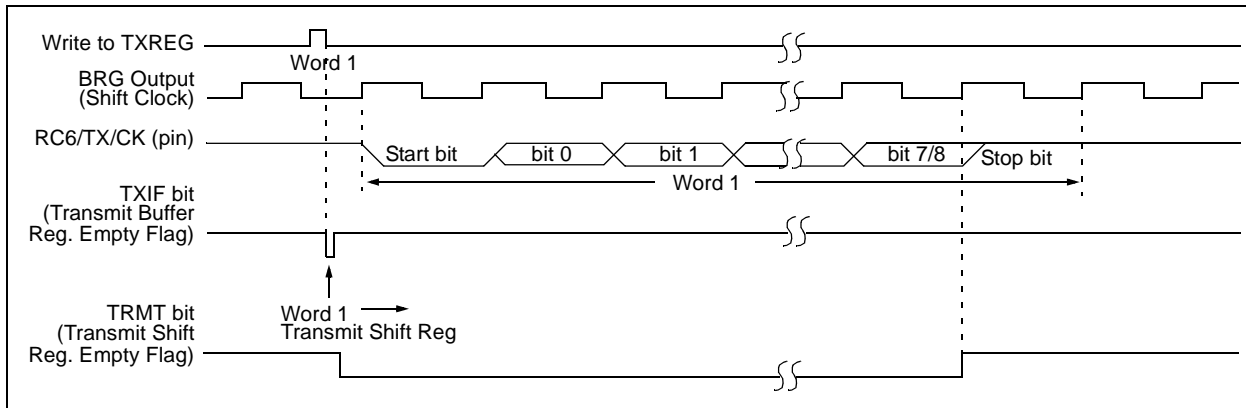 Write to TXREG
Word 1
BRG Output
(Shift Clock)
RC6/TX/CK (pin)
Start bit
bit 0
bit 1
bit 7/8
Stop bit
Word 1
TXIF bit
(Transmit Buffer
Reg. Empty Flag)
Word 1
Transmit Shift Reg
TRMT bit
(Transmit Shift
Reg. Empty Flag)